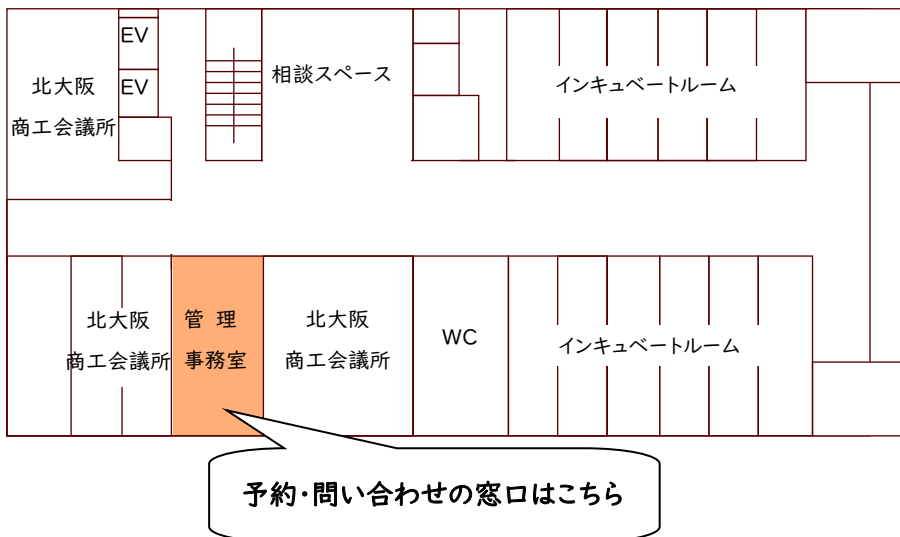 EV
EV
北大阪
商工会議所
相談スペース
インキュベートルーム
北大阪
商工会議所
管 理
事務室
北大阪
商工会議所
WC
インキュベートルーム
予約・問い合わせの窓口はこちら